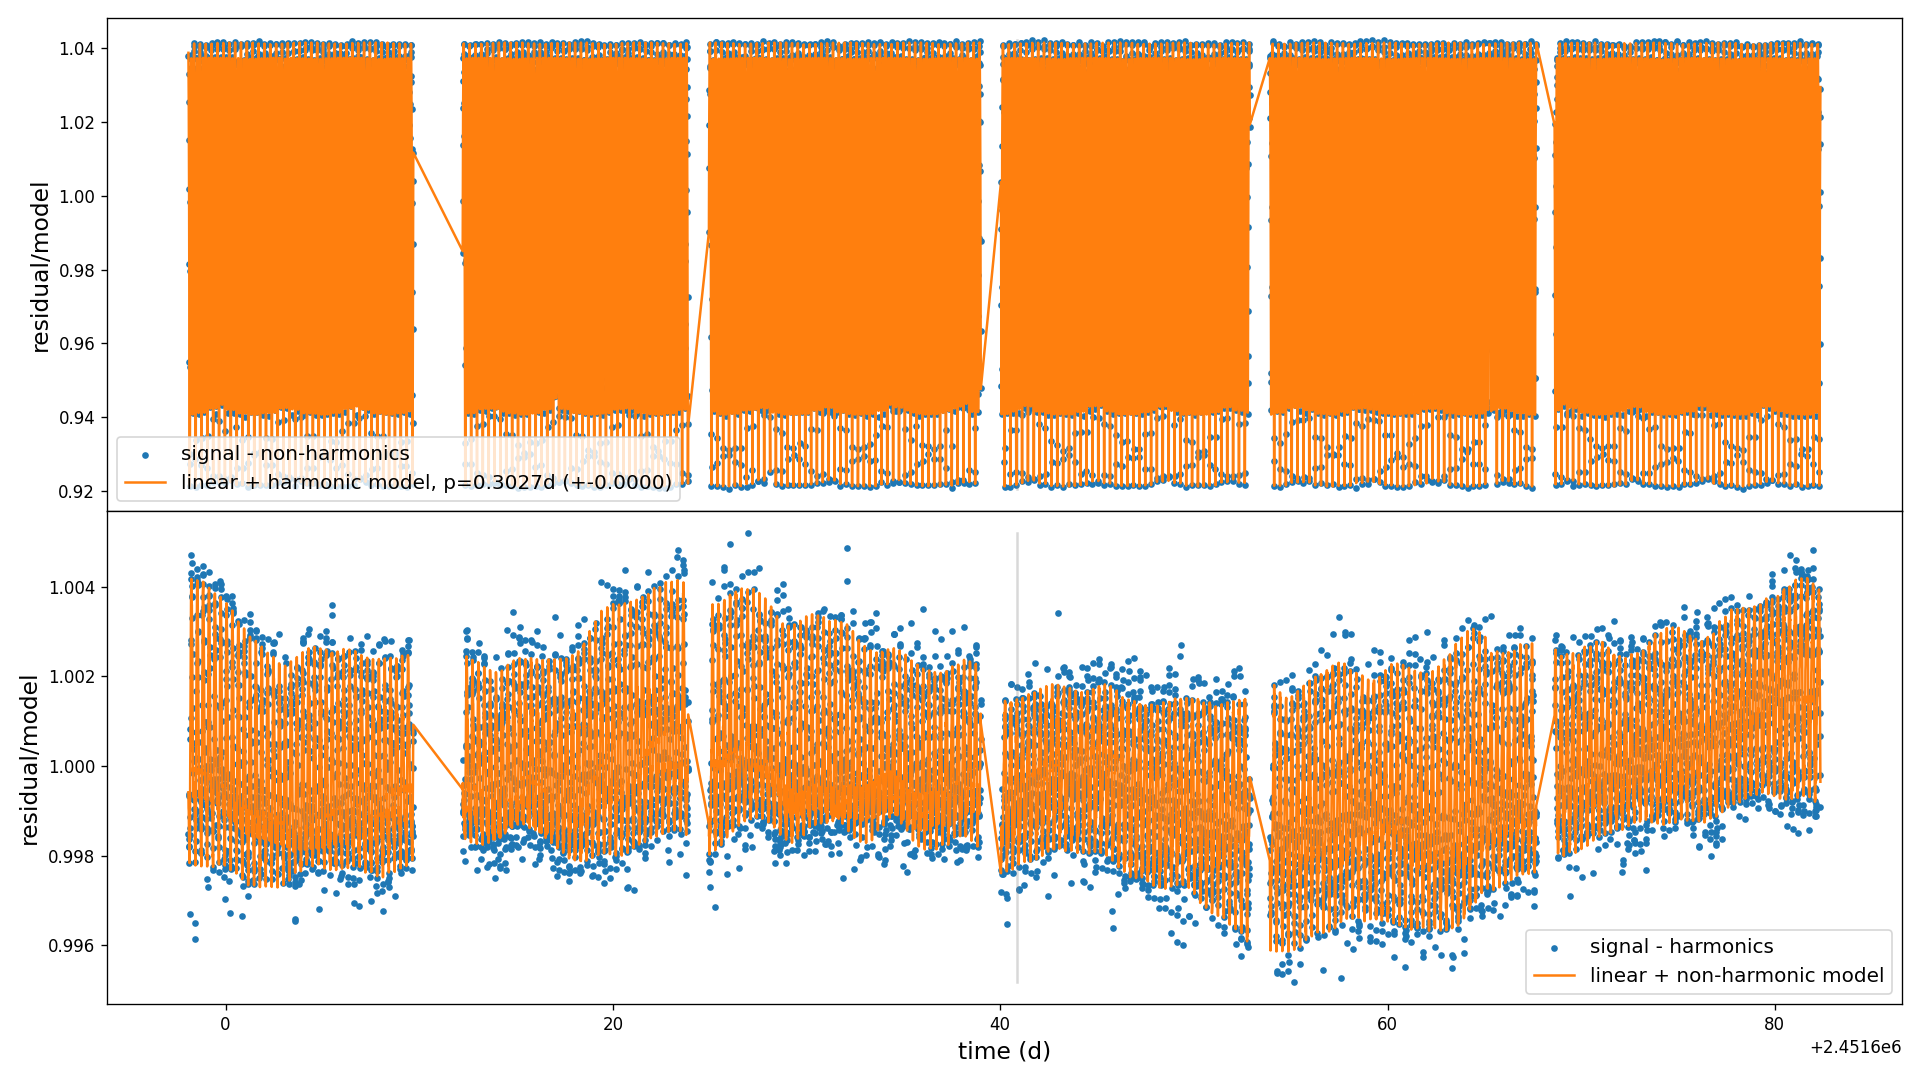 1.04
1.02
1.00
0.98
0.96
0.94
0.92
residual/model
signal - non-harmonics
linear + harmonic model, p=0.3027d (+-0.0000)
1.004
1.002
1.000
0.998
0.996
residual/model
signal - harmonics
linear + non-harmonic model
0
20
40
60
80
time (d)
+2.4516e6